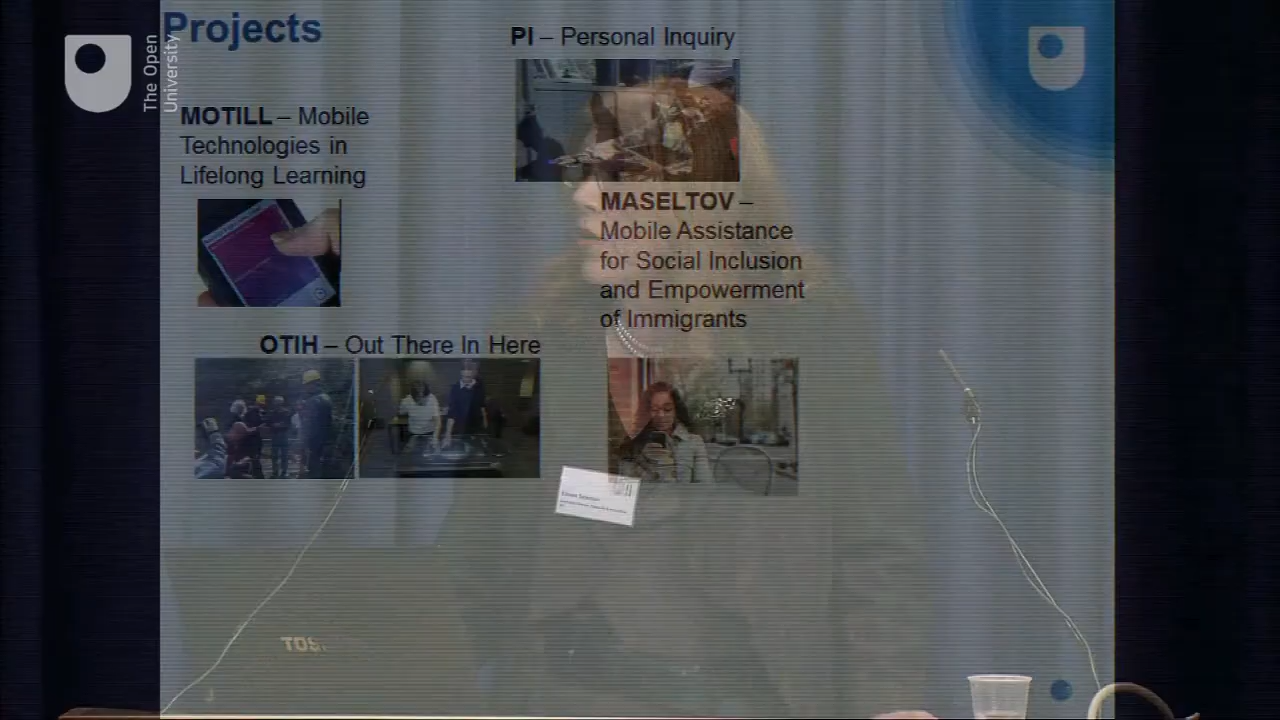 Projects
The Open
University
PI – Personal Inquiry
MOTILL – Mobile
Technologies in
Lifelong Learning
MASELTOV –
Mobile Assistance
for Social Inclusion
and Empowerment
of Immigrants
OTIH – Out There In Here